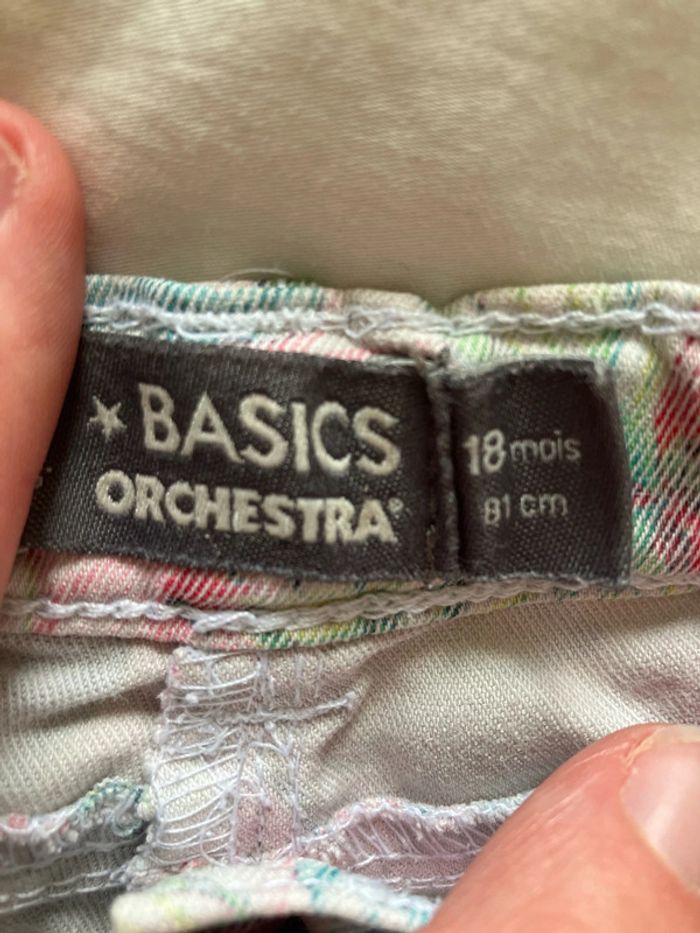 BASICS
ORCHESTRA®
18 mois
81 cm